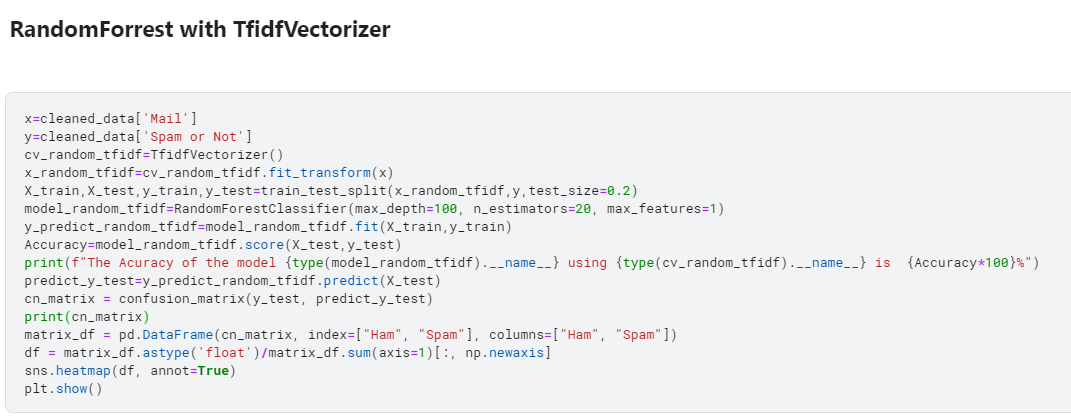 RandomForrest with TfidfVectorizer
x=cleaned_data['Mail']
y=cleaned_data['Spam or Not']
cv_random_tfidf=TfidfVectorizer()
x_random_tfidf=cv_random_tfidf.fit_transform(x)
X_train,X_test,y_train,y_test=train_test_split(x_random_tfidf,y,test_size=0.2)
model_random_tfidf=RandomForestClassifier(max_depth=100, n_estimators=20, max_features=1)
y_predict_random_tfidf=model_random_tfidf.fit(X_train,y_train)
Accuracy=model_random_tfidf.score(X_test,y_test)
print(f"The Acuracy of the model {type(model_random_tfidf).__name__} using {type(cv_random_tfidf).__name__} is  {Accuracy*100}%")
predict_y_test=y_predict_random_tfidf.predict(X_test)
cn_matrix = confusion_matrix(y_test, predict_y_test)
print(cn_matrix)
matrix_df = pd.DataFrame(cn_matrix, index=["Ham", "Spam"], columns=["Ham", "Spam"])
df = matrix_df.astype('float')/matrix_df.sum(axis=1)[:, np.newaxis]
sns.heatmap(df, annot=True)
plt.show()